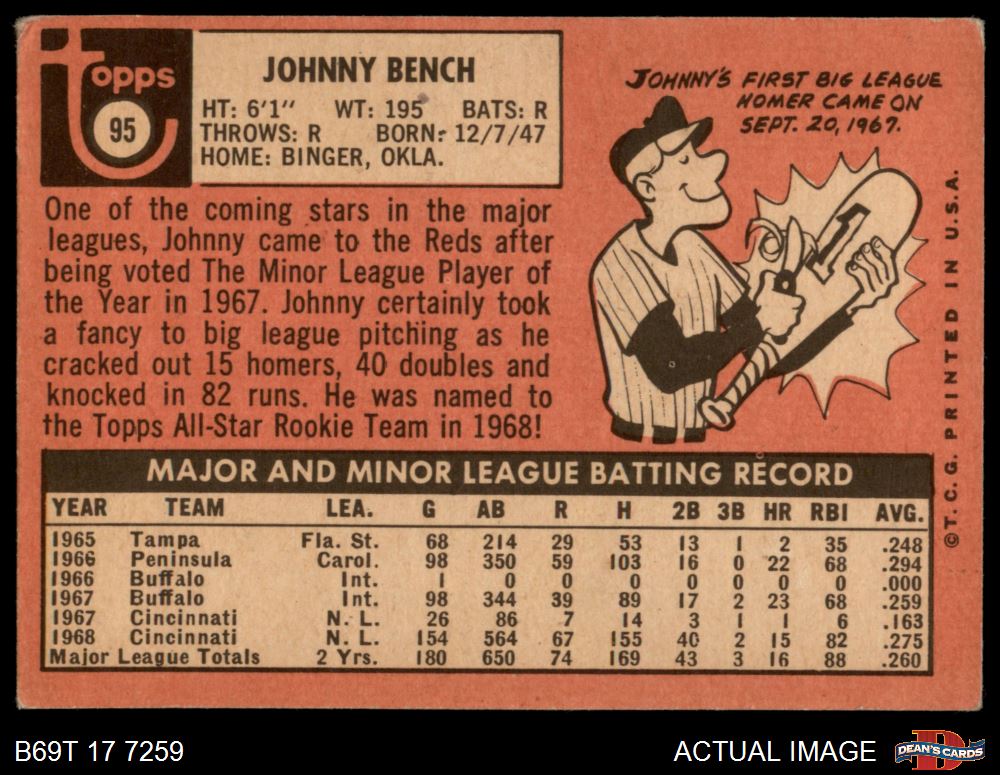 Topps
95
JOHNNY BENCH
HT: 6'1" WT: 195 BATS: R
THROWS: R BORN: 12/7/47
HOME: BINGER, OKLA.
JOHNNY'S FIRST BIG LEAGUE
HOMER CAME ON
SEPT. 20, 1967.
1
One of the coming stars in the major
leagues, Johnny came to the Reds after
being voted The Minor League Player of
the Year in 1967. Johnny certainly took
a fancy to big league pitching as he
cracked out 15 homers, 40 doubles and
knocked in 82 runs. He was named to
the Topps All-Star Rookie Team in 1968!
©T. C. G. PRINTED IN U.S.A.
MAJOR AND MINOR LEAGUE BATTING RECORD
YEAR TEAM LEA. G AB R H 2B 3B HR RBI AVG.
1965 Tampa Fla. St. 68 214 29 53 13 1 2 35 .248
1966 Peninsula Carol. 98 350 59 103 16 0 22 68 .294
1966 Buffalo Int. 1 0 0 0 0 0 0 0 .000
1967 Buffalo Int. 98 344 39 89 17 2 23 68 .259
1967 Cincinnati N. L. 26 86 7 14 3 1 1 6 .163
1968 Cincinnati N. L. 154 564 67 155 40 2 15 82 .275
Major League Totals 2 Yrs. 180 650 74 169 43 3 16 88 .260
B69T 17 7259
ACTUAL IMAGE
D
DEAN'S CARDS